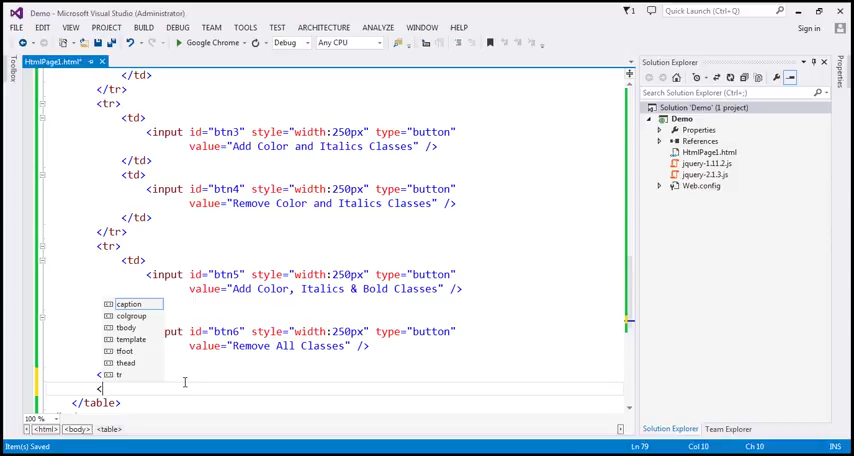 Demo - Microsoft Visual Studio (Administrator)
1
Quick Launch (Ctrl+Q)
FILE EDIT VIEW PROJECT BUILD DEBUG TEAM TOOLS TEST ARCHITECTURE ANALYZE WINDOW HELP
Sign in
Google Chrome
Debug
Any CPU
Toolbox
HtmlPage1.html*
</td>
</tr>
<tr>
<td>
<input id="btn3" style="width:250px" type="button"
value="Add Color and Italics Classes" />
</td>
<td>
<input id="btn4" style="width:250px" type="button"
value="Remove Color and Italics Classes" />
</td>
</tr>
<tr>
<td>
<input id="btn5" style="width:250px" type="button"
value="Add Color, Italics & Bold Classes" />
caption
colgroup
tbody
template
tfoot
thead
tr
put id="btn6" style="width:250px" type="button"
value="Remove All Classes" />
<
<
</table>
100 %
<html> <body> <table>
Solution Explorer
Search Solution Explorer (Ctrl+;)
Solution 'Demo' (1 project)
Demo
Properties
References
HtmlPage1.html
jquery-1.11.2.js
jquery-2.1.3.js
Web.config
Solution Explorer Team Explorer
Properties
Item(s) Saved
Ln 79 Col 10 Ch 10 INS